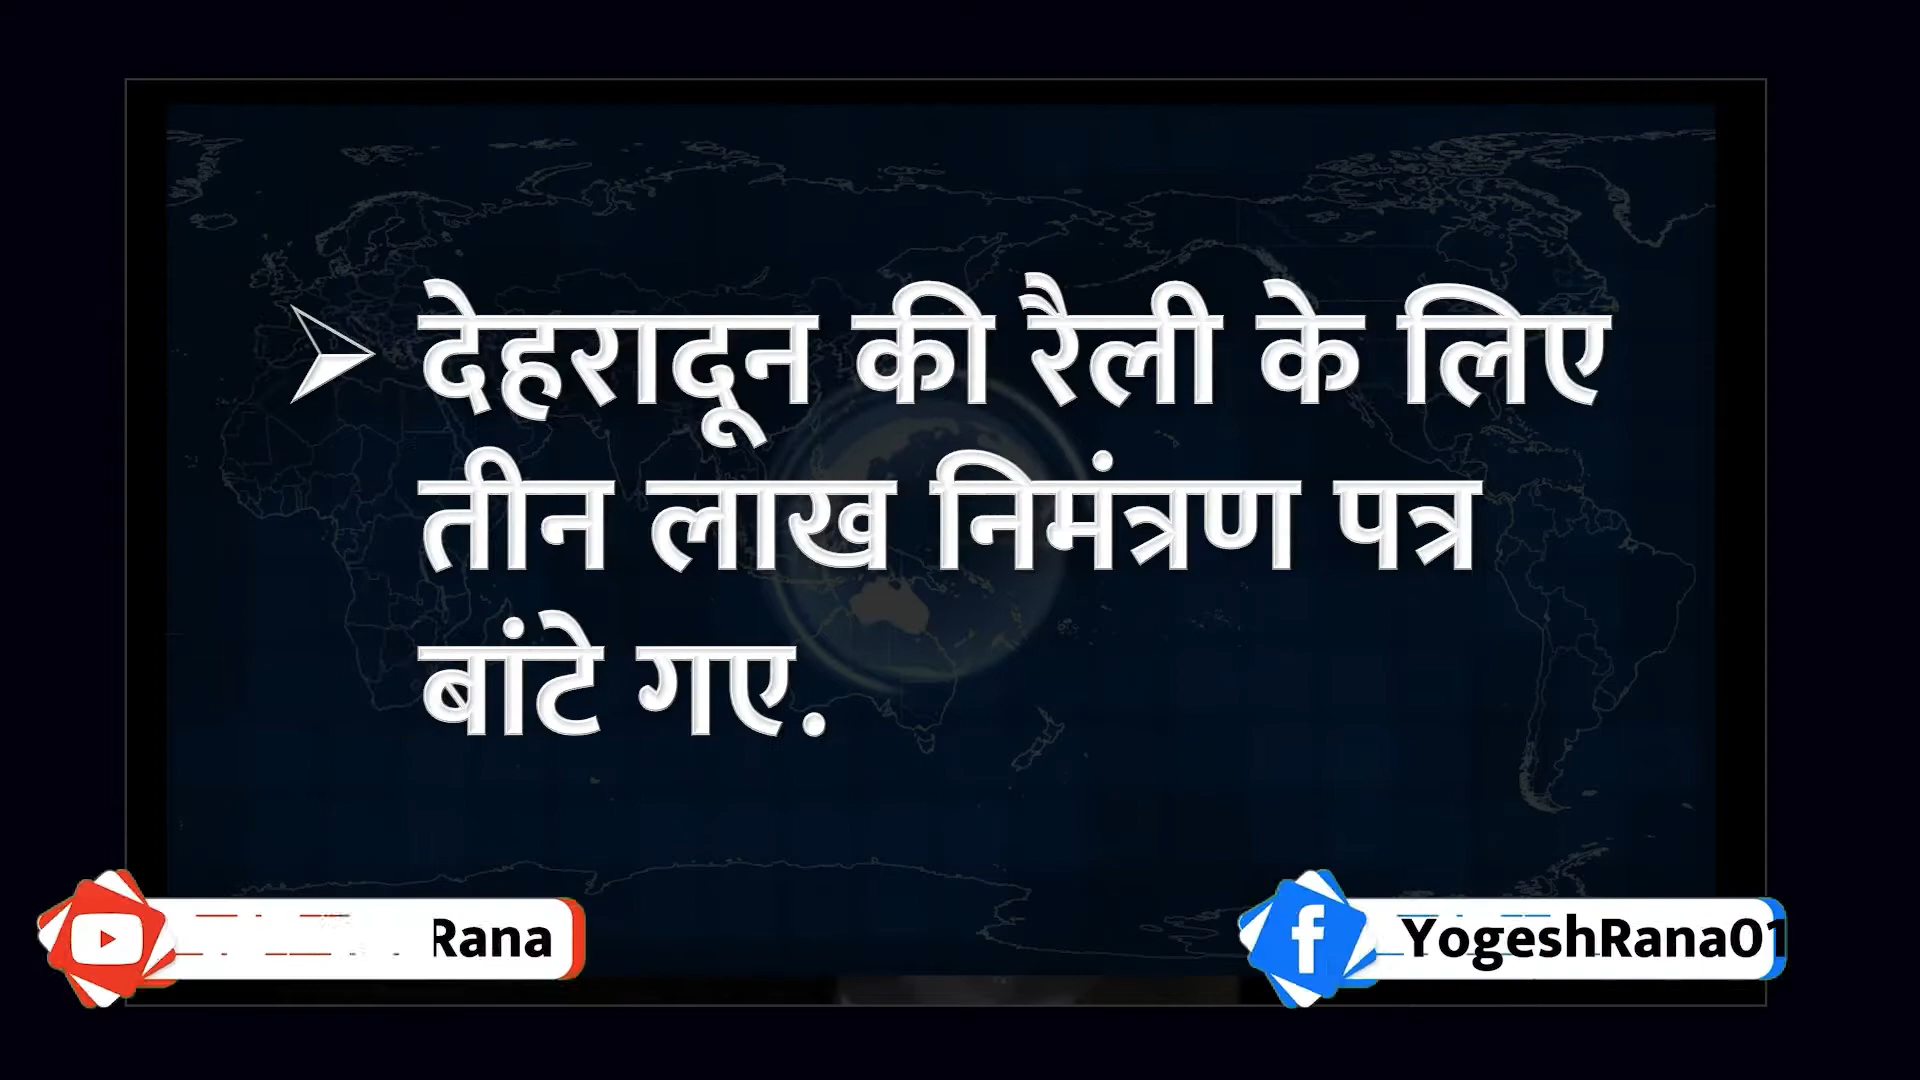 देहरादून की रैली के लिए
तीन लाख निमंत्रण पत्र
बांटे गए.
Rana
YogeshRana01